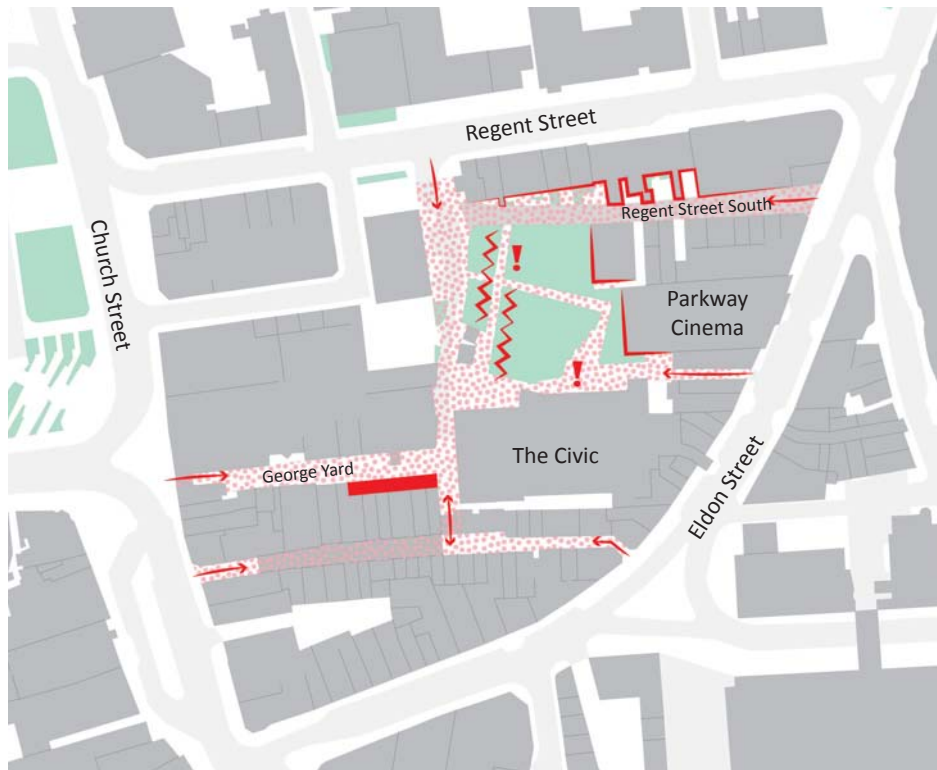 Regent Street
Regent Street South
Church Street
!
Parkway
Cinema
!
The Civic
George Yard
Eldon Street